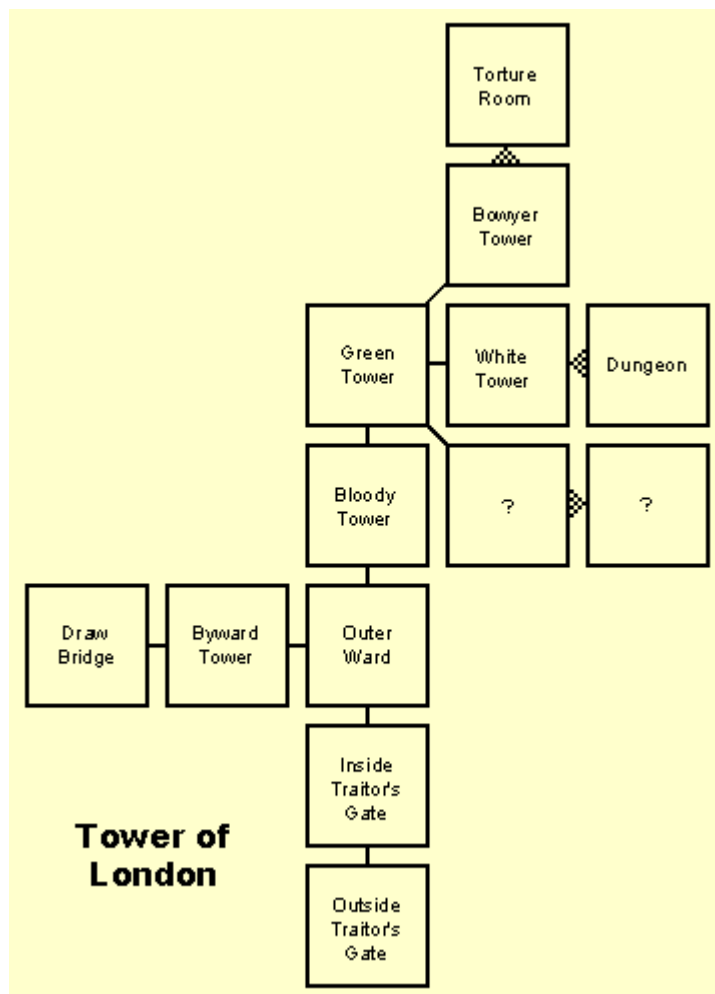 Torture
Room
Bowyer
Tower
Green
Tower
White
Tower
Dungeon
Bloody
Tower
?
?
Draw
Bridge
Byward
Tower
Outer
Ward
Inside
Traitor's
Gate
Tower of
London
Outside
Traitor's
Gate